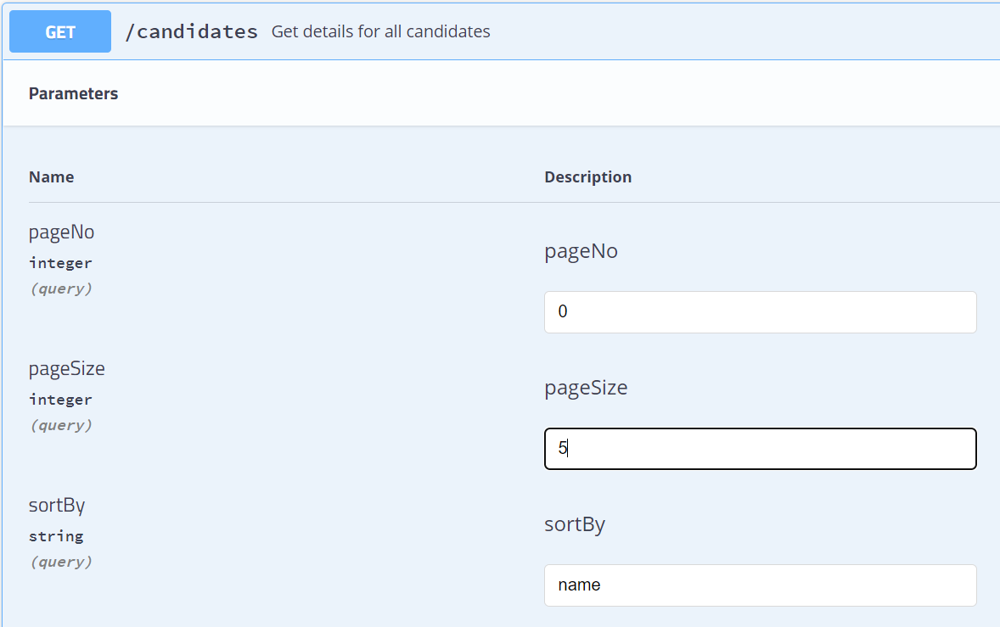 GET /candidates Get details for all candidates
Parameters
Name Description
pageNo
integer
(query)
pageNo
0
pageSize
integer
(query)
pageSize
5
sortBy
string
(query)
sortBy
name